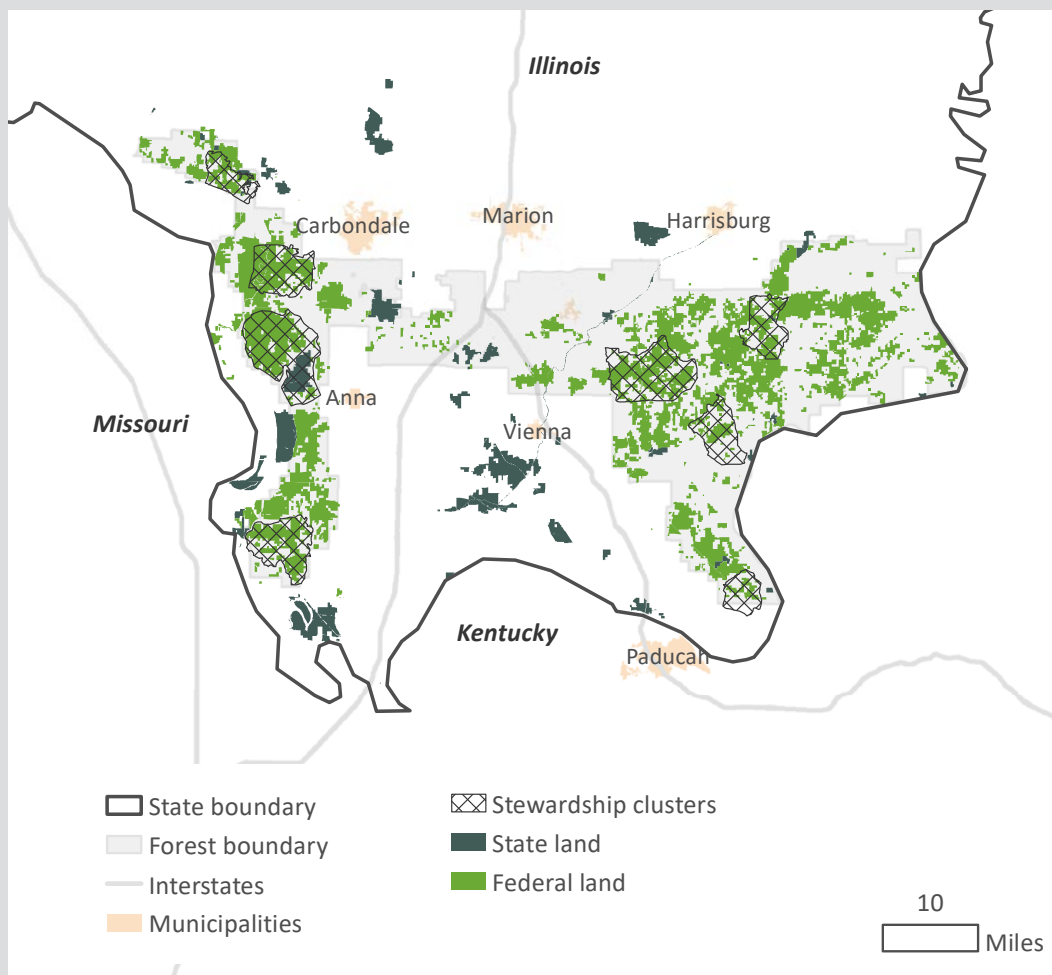 Illinois
Marion
Harrisburg
Carbondale
Anna
Missouri
Vienna
Kentucky
Paducah
State boundary
Forest boundary
Interstates
Municipalities
Stewardship clusters
State land
Federal land
10
Miles